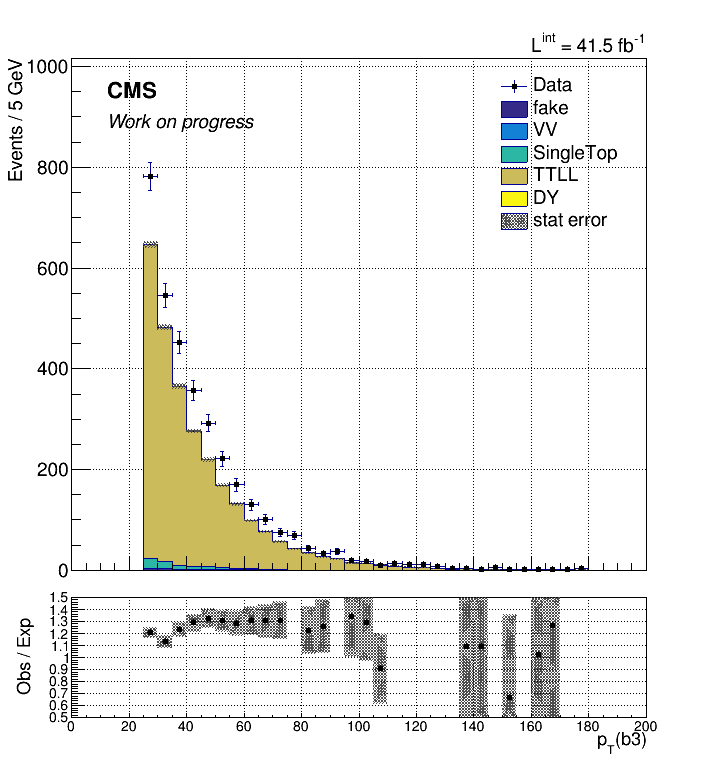 L^int = 41.5 fb^-1
Events / 5 GeV
1000
800
600
400
200
0
CMS
Work on progress
Data
fake
VV
SingleTop
TTLL
DY
stat error
Obs / Exp
1.5
1.4
1.3
1.2
1.1
1
0.9
0.8
0.7
0.6
0.5
0 20 40 60 80 100 120 140 160 180 200
p_T(b3)